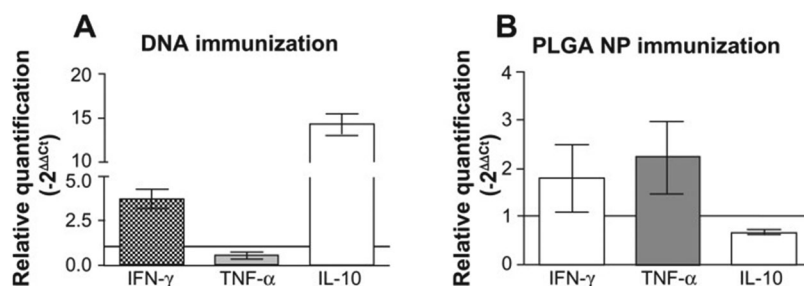 A
DNA immunization
Relative quantification
(-2ΔΔCt)
20
15
10
5.0
2.5
0.0
IFN-γ TNF-α IL-10
B
PLGA NP immunization
Relative quantification
(-2ΔΔCt)
4
3
2
1
0
IFN-γ TNF-α IL-10